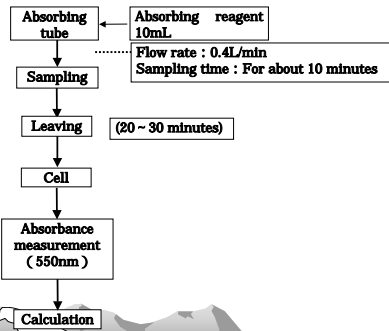 Absorbing
tube
Absorbing reagent
10mL
Flow rate：0.4L/min
Sampling time：For about 10 minutes
Sampling
Leaving
(20 ~ 30 minutes)
Cell
Absorbance
measurement
( 550nm )
Calculation